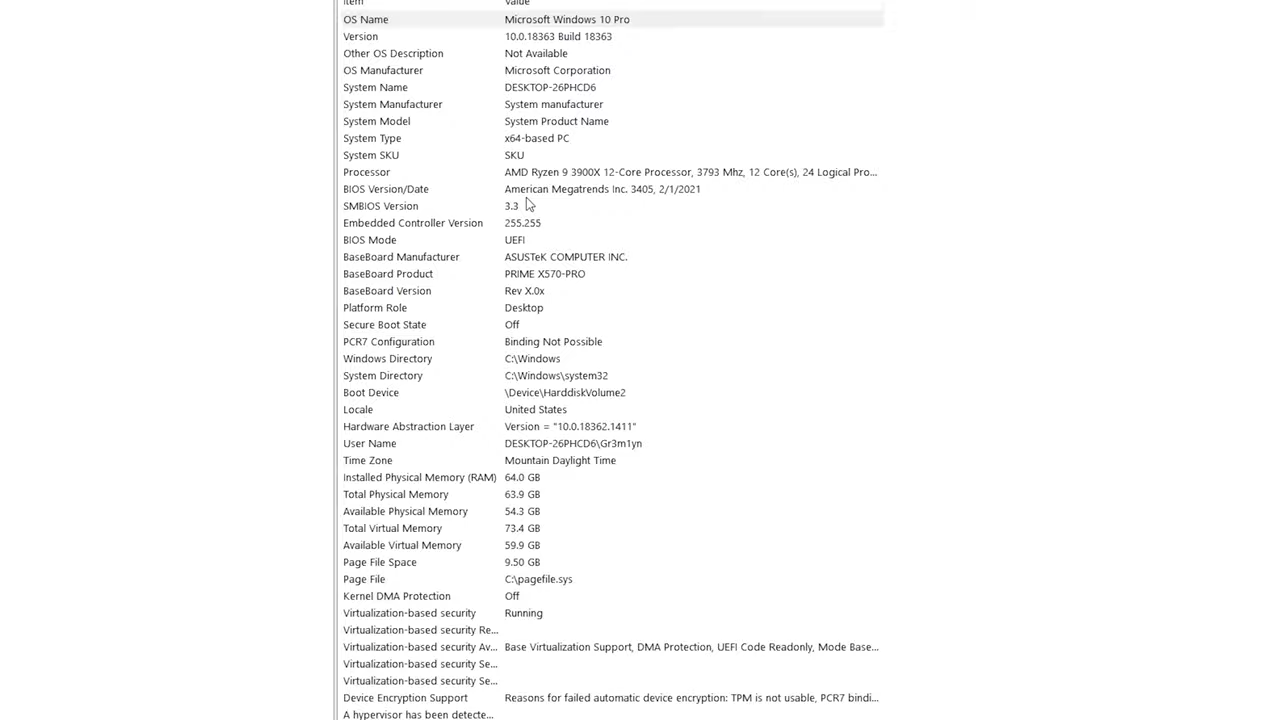 Item Value
OS Name Microsoft Windows 10 Pro
Version 10.0.18363 Build 18363
Other OS Description Not Available
OS Manufacturer Microsoft Corporation
System Name DESKTOP-26PHCD6
System Manufacturer System manufacturer
System Model System Product Name
System Type x64-based PC
System SKU SKU
Processor AMD Ryzen 9 3900X 12-Core Processor, 3793 Mhz, 12 Core(s), 24 Logical Pro...
BIOS Version/Date American Megatrends Inc. 3405, 2/1/2021
SMBIOS Version 3.3
Embedded Controller Version 255.255
BIOS Mode UEFI
BaseBoard Manufacturer ASUSTeK COMPUTER INC.
BaseBoard Product PRIME X570-PRO
BaseBoard Version Rev X.0x
Platform Role Desktop
Secure Boot State Off
PCR7 Configuration Binding Not Possible
Windows Directory C:\Windows
System Directory C:\Windows\system32
Boot Device \Device\HarddiskVolume2
Locale United States
Hardware Abstraction Layer Version = "10.0.18362.1411"
User Name DESKTOP-26PHCD6\Gr3m1yn
Time Zone Mountain Daylight Time
Installed Physical Memory (RAM) 64.0 GB
Total Physical Memory 63.9 GB
Available Physical Memory 54.3 GB
Total Virtual Memory 73.4 GB
Available Virtual Memory 59.9 GB
Page File Space 9.50 GB
Page File C:\pagefile.sys
Kernel DMA Protection Off
Virtualization-based security Running
Virtualization-based security Re...
Virtualization-based security Av... Base Virtualization Support, DMA Protection, UEFI Code Readonly, Mode Base...
Virtualization-based security Se...
Virtualization-based security Se...
Device Encryption Support Reasons for failed automatic device encryption: TPM is not usable, PCR7 bindi...
A hypervisor has been detecte...